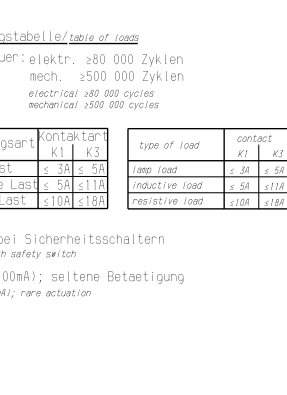 gstabelle/table of loads
uer: elektr. ≥80 000 Zyklen
mech. ≥500 000 Zyklen
electrical ≥80 000 cycles
mechanical ≥500 000 cycles
gsart Kontaktart
K1 K3
st ≤ 3A ≤ 5A
e Last ≤ 5A ≤11A
Last ≤10A ≤18A
type of load contact
K1 K3
lamp load ≤ 3A ≤ 5A
inductive load ≤ 5A ≤11A
resistive load ≤10A ≤18A
bei Sicherheitsschaltern
h safety switch
00mA); seltene Betaetigung
mA); rare actuation